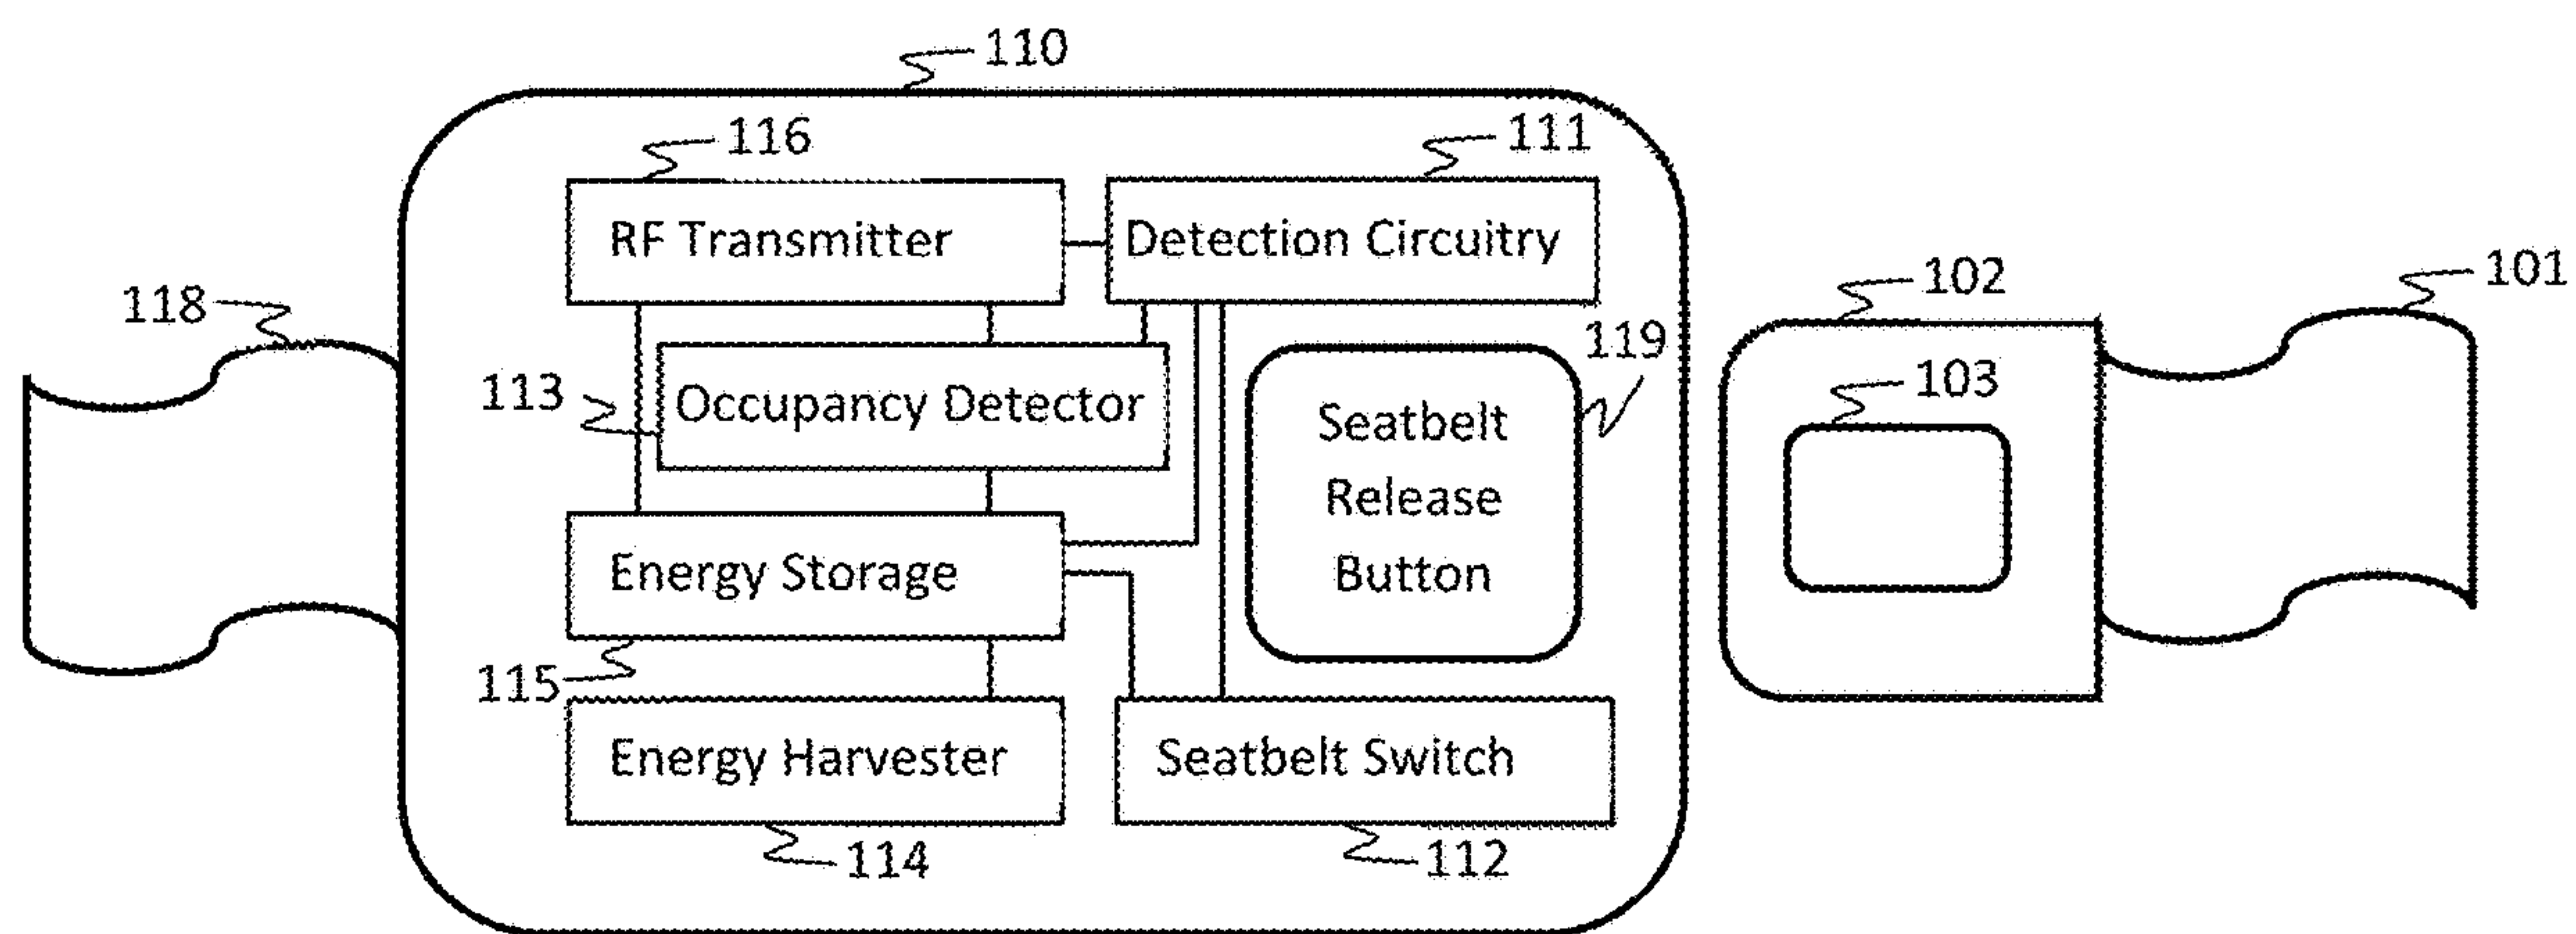 110
116
111
RF Transmitter
Detection Circuitry
118
102
101
119
113
Occupancy Detector
103
Seatbelt
Release
Button
Energy Storage
115
Energy Harvester
Seatbelt Switch
114
112